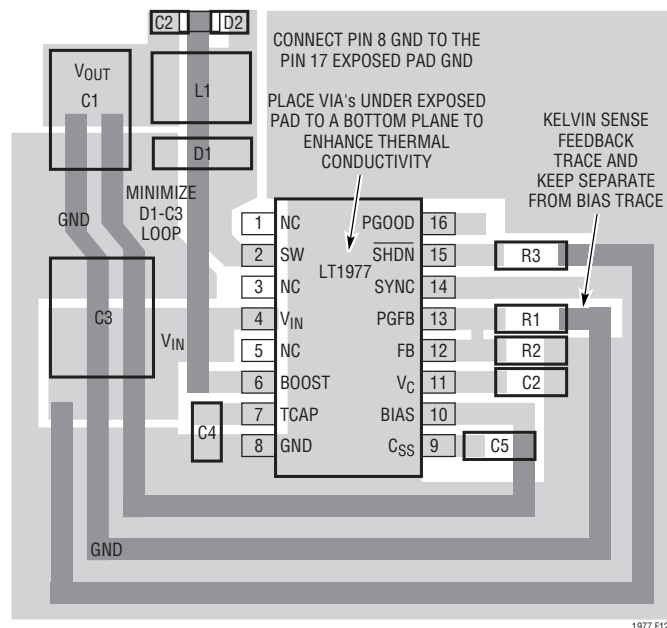 C2
D2
CONNECT PIN 8 GND TO THE
PIN 17 EXPOSED PAD GND
VOUT
C1
L1
PLACE VIA's UNDER EXPOSED
PAD TO A BOTTOM PLANE TO
ENHANCE THERMAL
CONDUCTIVITY
KELVIN SENSE
FEEDBACK
TRACE AND
KEEP SEPARATE
FROM BIAS TRACE
D1
MINIMIZE
D1-C3
LOOP
GND
1 NC
PGOOD 16
2 SW
SHDN 15
R3
LT1977
3 NC
SYNC 14
C3
4 VIN
PGFB 13
R1
VIN
5 NC
FB 12
R2
6 BOOST
VC 11
C2
7 TCAP
BIAS 10
C4
8 GND
CSS 9
C5
GND
1977 F12